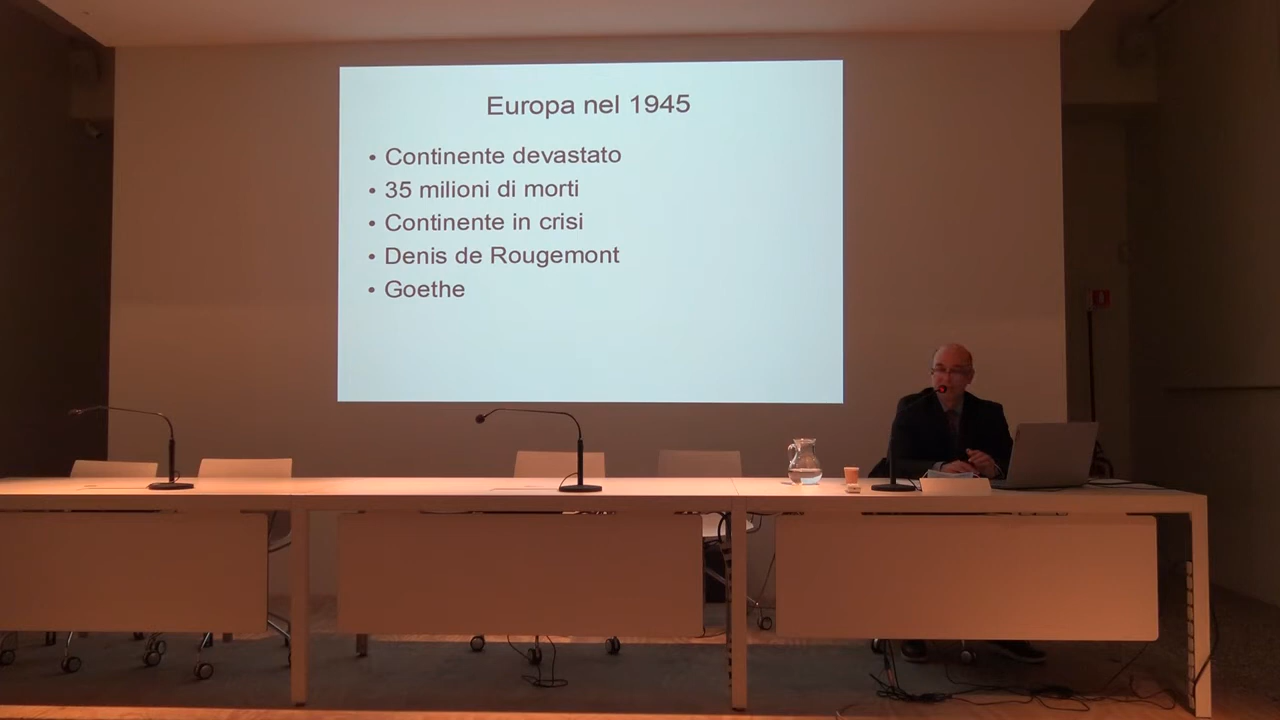 Europa nel 1945
• Continente devastato
• 35 milioni di morti
• Continente in crisi
• Denis de Rougemont
• Goethe